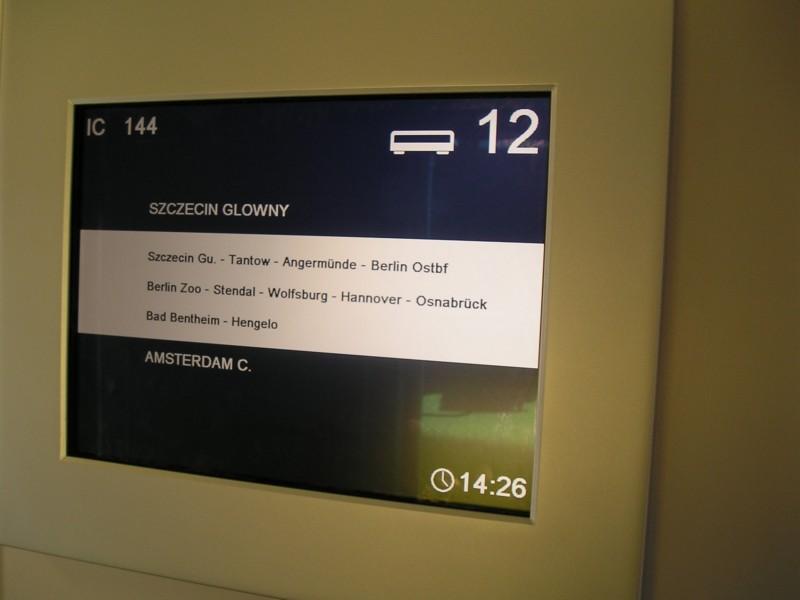 IC 144
12
SZCZECIN GLOWNY
Szczecin Gu. - Tantow - Angermünde - Berlin Ostbf
Berlin Zoo - Stendal - Wolfsburg - Hannover - Osnabrück
Bad Bentheim - Hengelo
AMSTERDAM C.
14:26